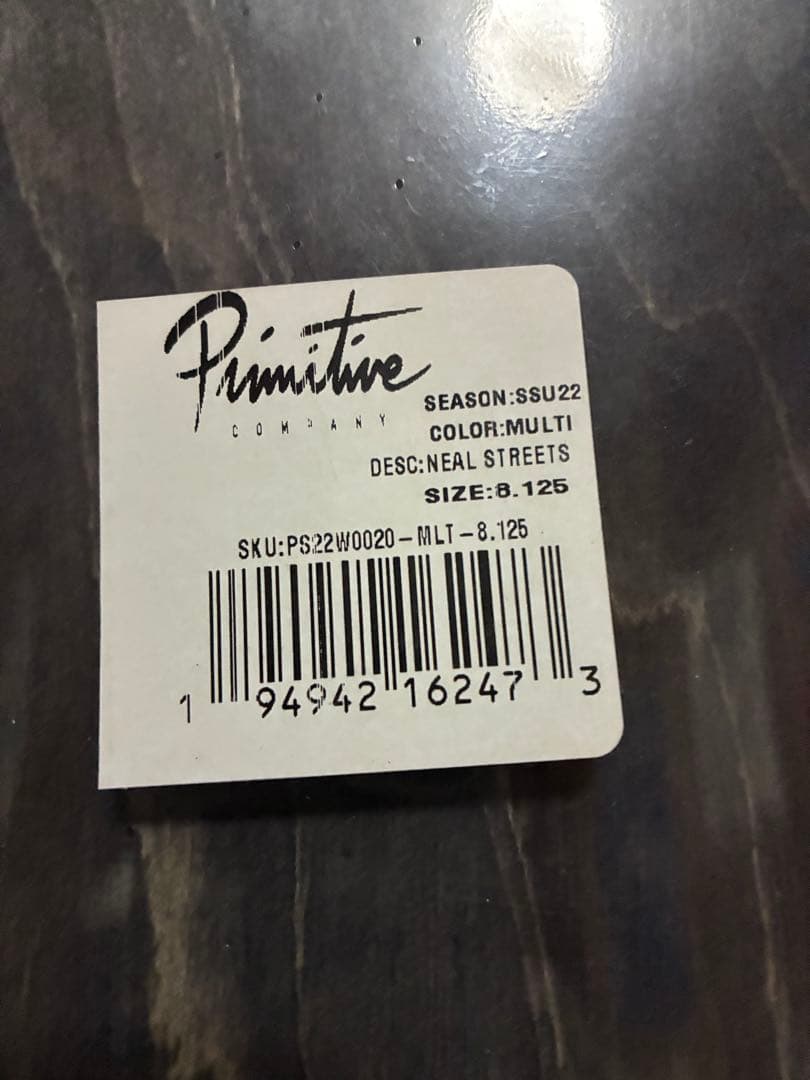 Primitive
COMPANY
SEASON:SSU22
COLOR:MULTI
DESC:NEAL STREETS
SIZE:8.125
SKU:PS22W0020-MLT-8.125
1 94942 16247 3